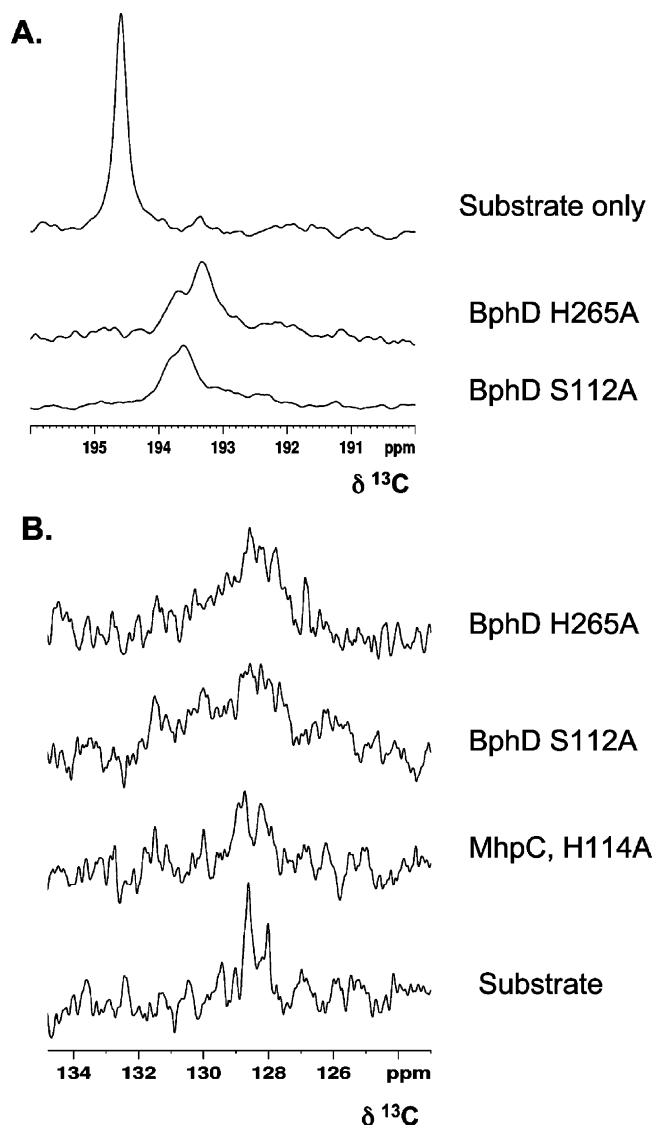 A.
Substrate only
BphD H265A
BphD S112A
195 194 193 192 191 ppm
δ ¹³C
B.
BphD H265A
BphD S112A
MhpC, H114A
Substrate
134 132 130 128 126 ppm
δ ¹³C